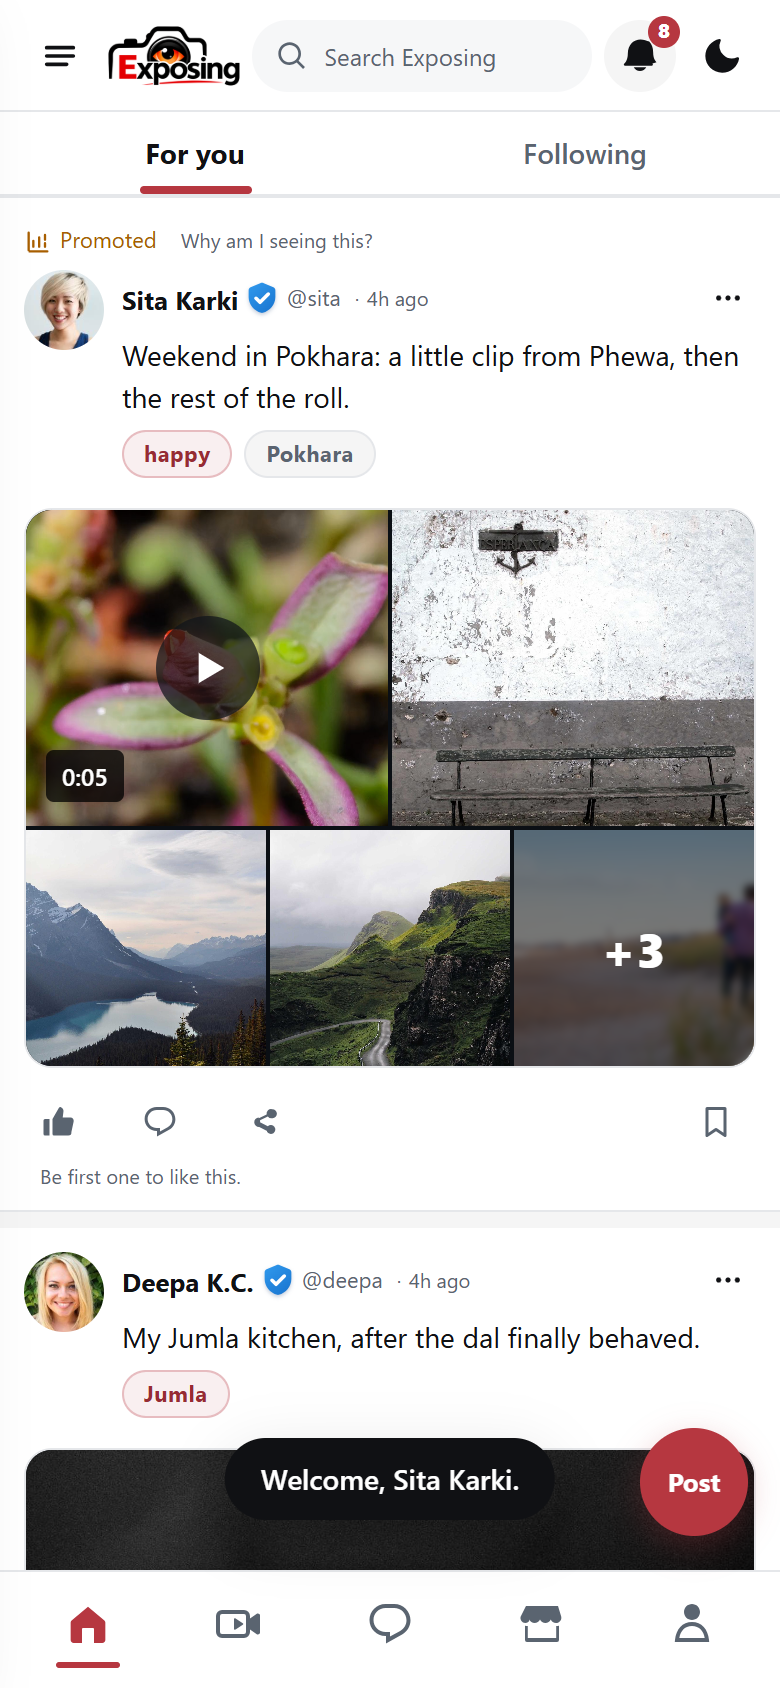 Exposing
Search Exposing
8
For you
Following
Promoted
Why am I seeing this?
Sita Karki @sita · 4h ago
Weekend in Pokhara: a little clip from Phewa, then
the rest of the roll.
happy
Pokhara
ESPERANÇA
0:05
+3
Be first one to like this.
Deepa K.C. @deepa · 4h ago
My Jumla kitchen, after the dal finally behaved.
Jumla
Welcome, Sita Karki.
Post